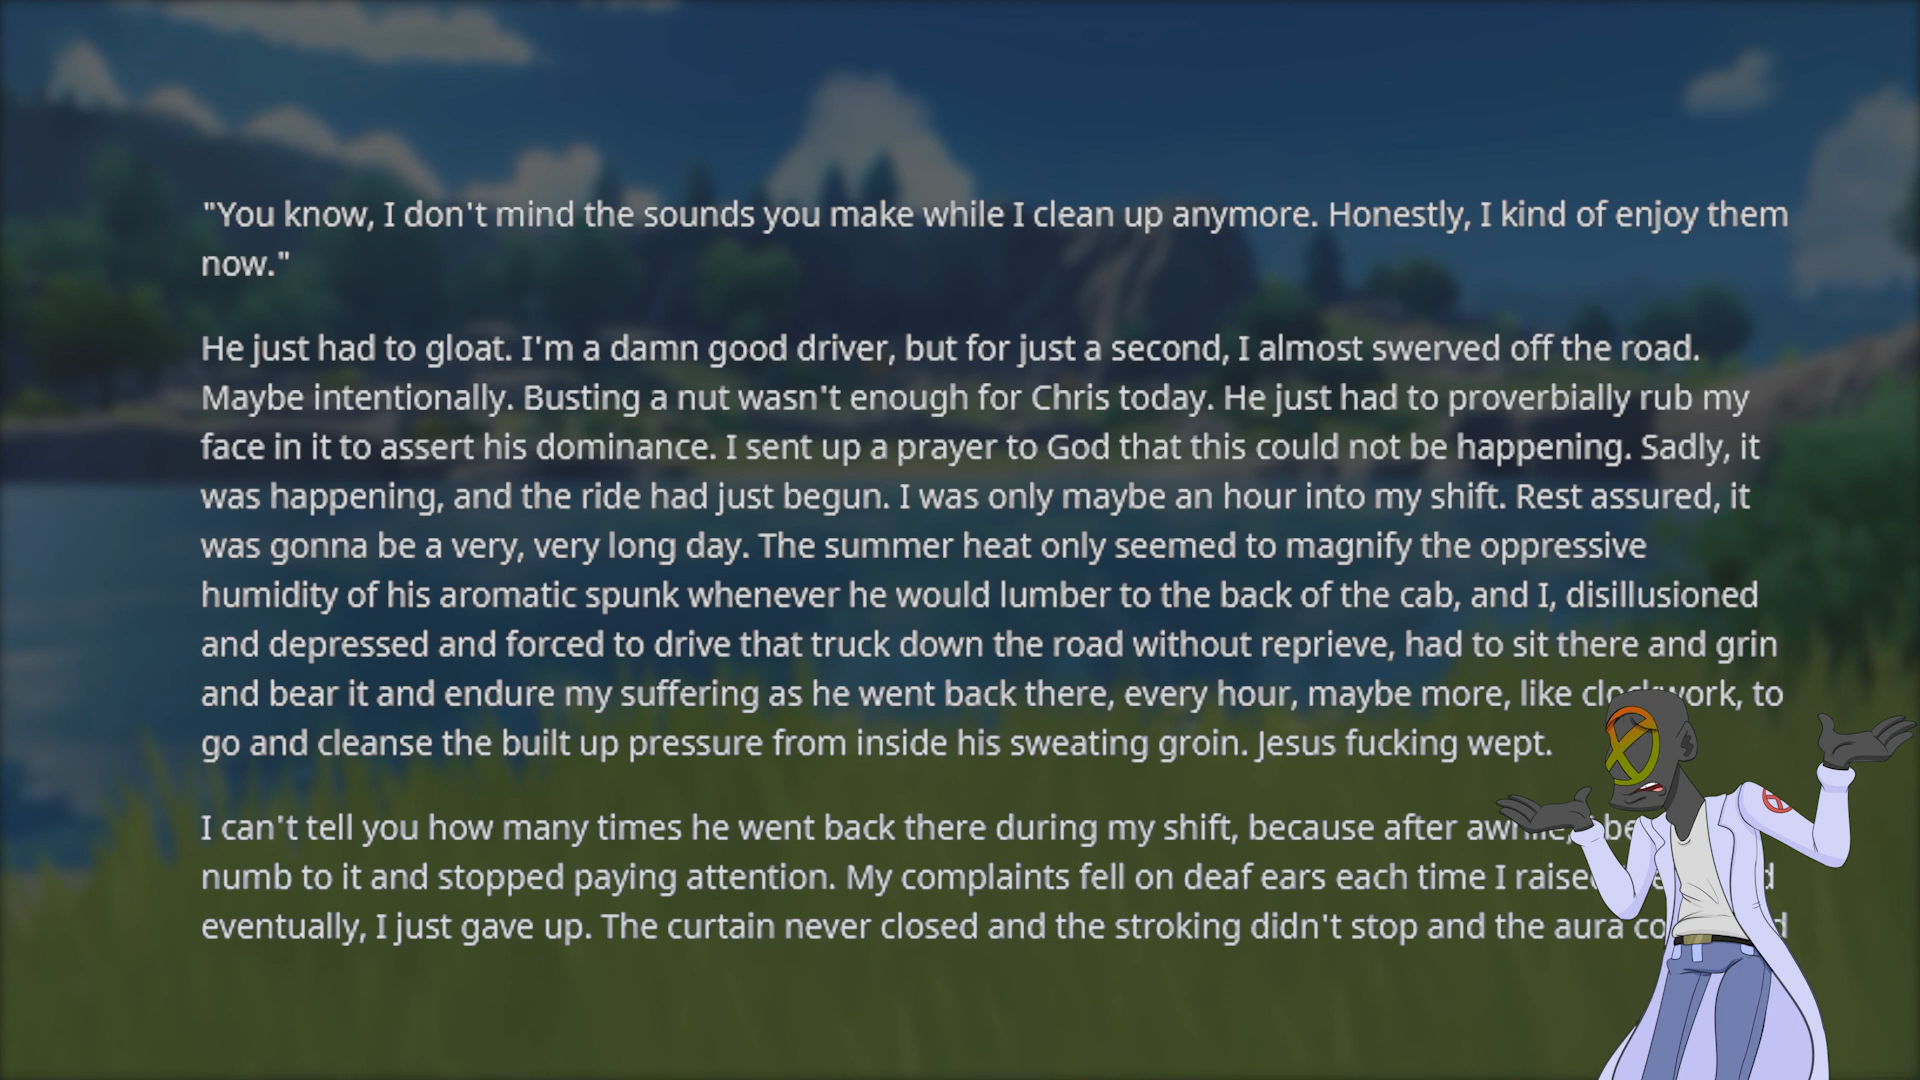 "You know, I don't mind the sounds you make while I clean up anymore. Honestly, I kind of enjoy them
now."
He just had to gloat. I'm a damn good driver, but for just a second, I almost swerved off the road.
Maybe intentionally. Busting a nut wasn't enough for Chris today. He just had to proverbially rub my
face in it to assert his dominance. I sent up a prayer to God that this could not be happening. Sadly, it
was happening, and the ride had just begun. I was only maybe an hour into my shift. Rest assured, it
was gonna be a very, very long day. The summer heat only seemed to magnify the oppressive
humidity of his aromatic spunk whenever he would lumber to the back of the cab, and I, disillusioned
and depressed and forced to drive that truck down the road without reprieve, had to sit there and grin
and bear it and endure my suffering as he went back there, every hour, maybe more, like clockwork, to
go and cleanse the built up pressure from inside his sweating groin. Jesus fucking wept.
I can't tell you how many times he went back there during my shift, because after awhile,
numb to it and stopped paying attention. My complaints fell on deaf ears each time I raised
eventually, I just gave up. The curtain never closed and the stroking didn't stop and the aura